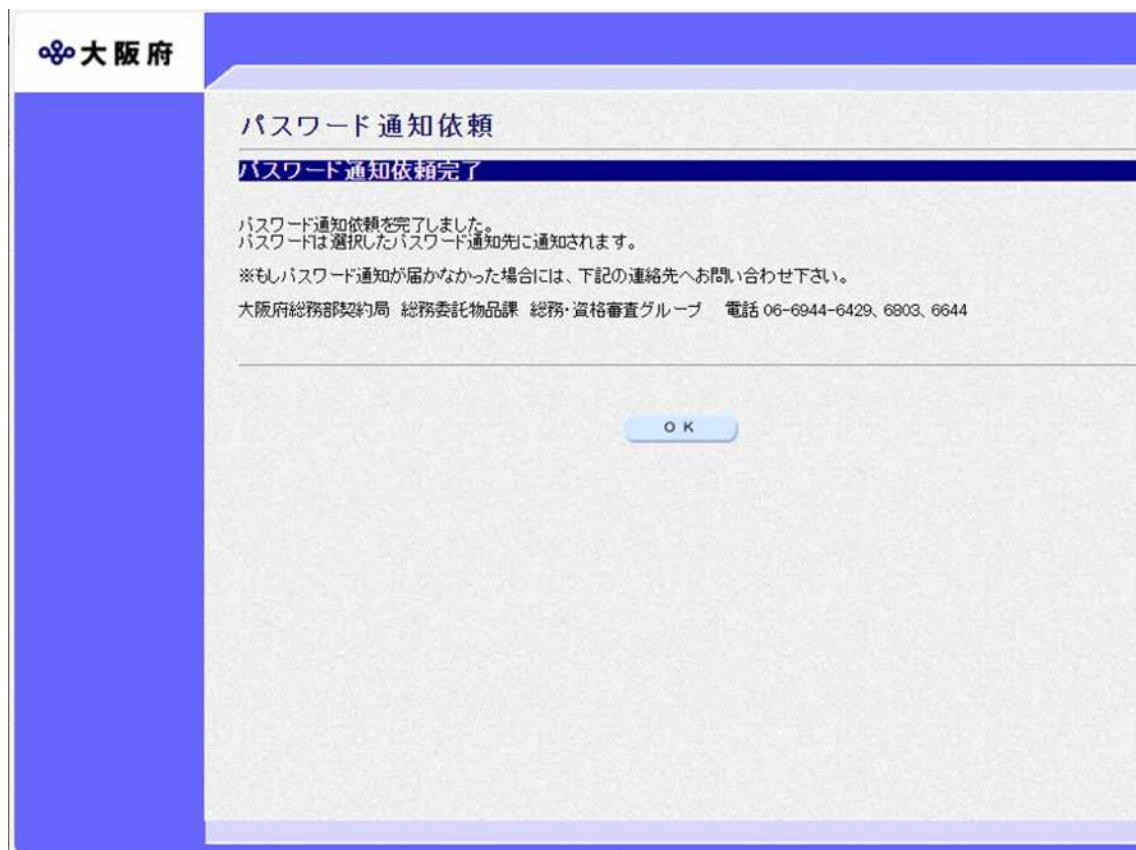 大阪府
パスワード通知依頼
パスワード通知依頼完了
パスワード通知依頼を完了しました。
パスワードは選択したパスワード通知先に通知されます。
※もしパスワード通知が届かなかった場合には、下記の連絡先へお問い合わせ下さい。
大阪府総務部契約局 総務委託物品課 総務・資格審査グループ 電話 06-6944-6429、6803、6644
OK